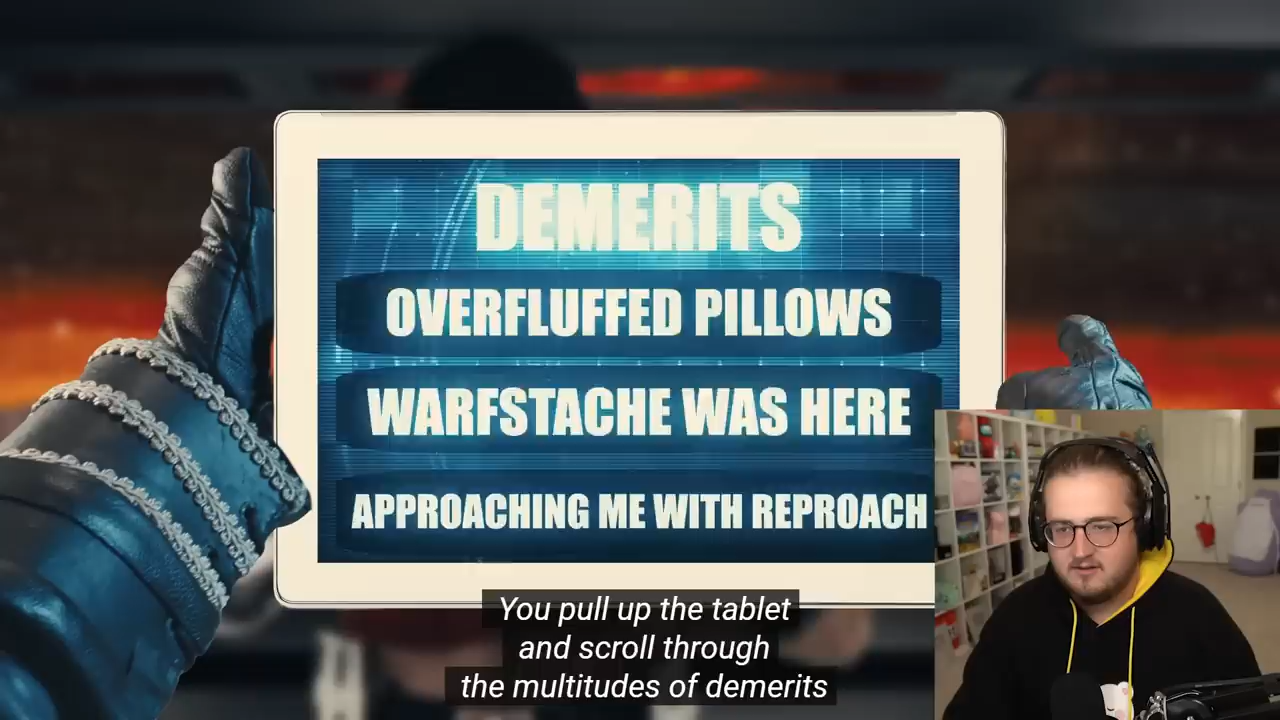 DEMERITS
OVERFLUFFED PILLOWS
WARFSTACHE WAS HERE
APPROACHING ME WITH REPROACH
You pull up the tablet
and scroll through
the multitudes of demerits